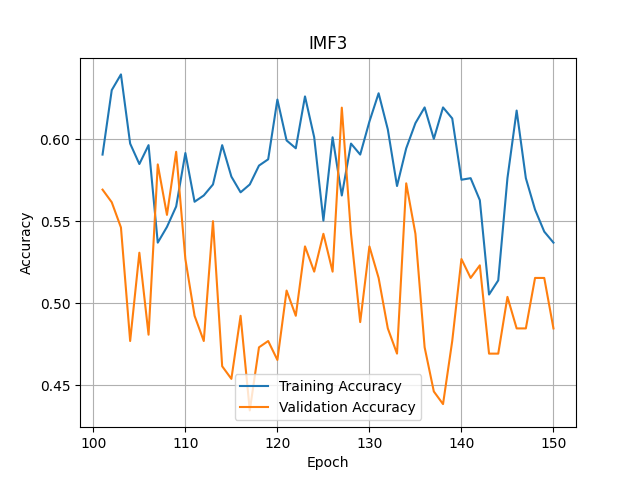 IMF3
Accuracy
0.60
0.55
0.50
0.45
Training Accuracy
Validation Accuracy
100 110 120 130 140 150
Epoch